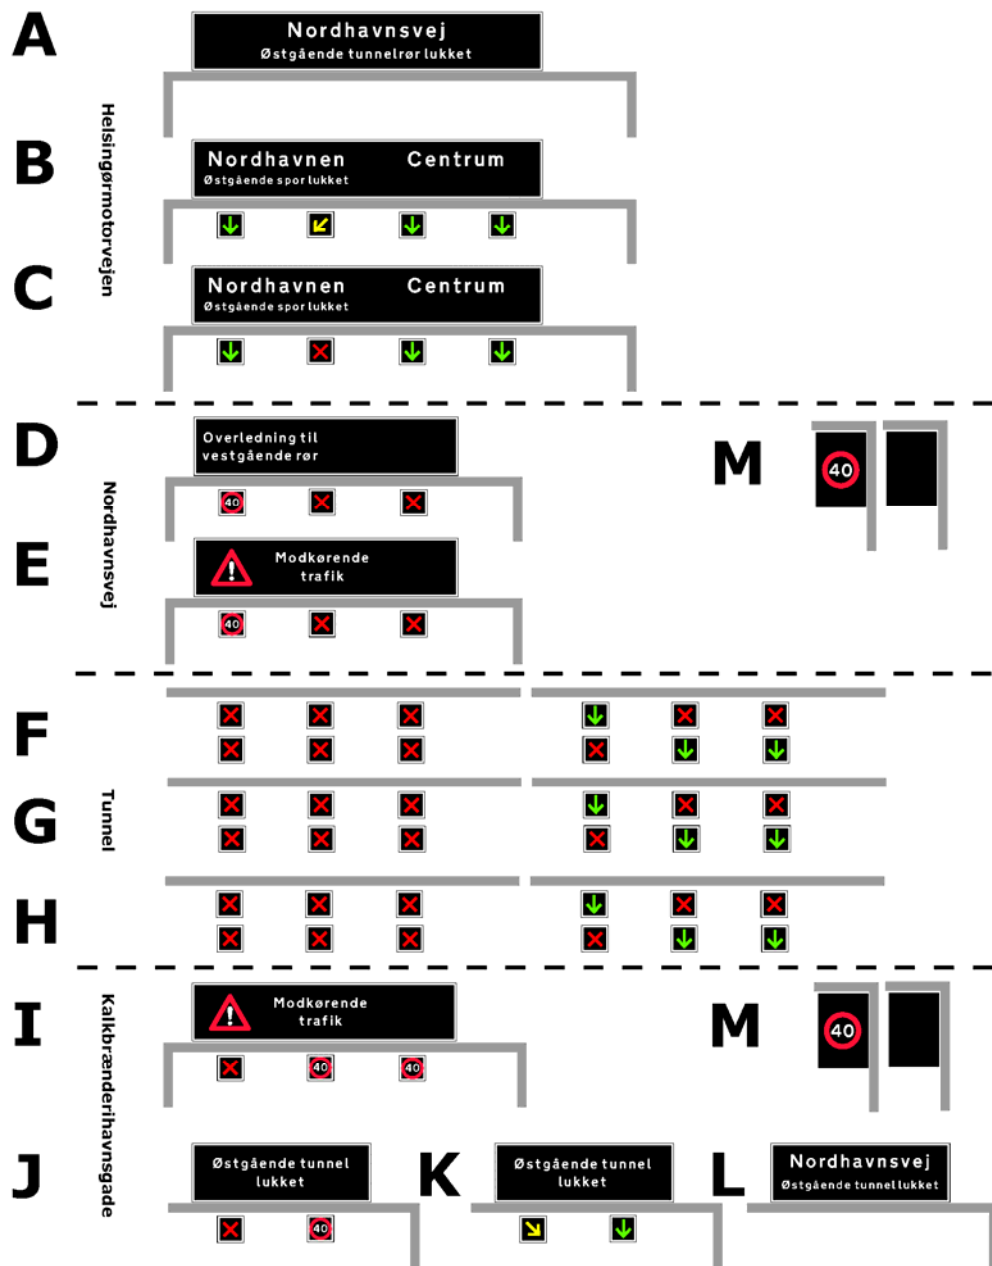 A
Nordhavnsvej
Østgående tunnelrør lukket
Helsingørmotorvejen
B
Nordhavnen Centrum
Østgående spor lukket
C
Nordhavnen Centrum
Østgående spor lukket
D
Overledning til
vestgående rør
40
M
40
Nordhavnsvej
E
Modkørende
trafik
40
F
Tunnel
G
H
Kalkbrænderihavnsgade
I
Modkørende
trafik
40 40
M
40
J
Østgående tunnel
lukket
40
K
Østgående tunnel
lukket
L
Nordhavnsvej
Østgående tunnel lukket